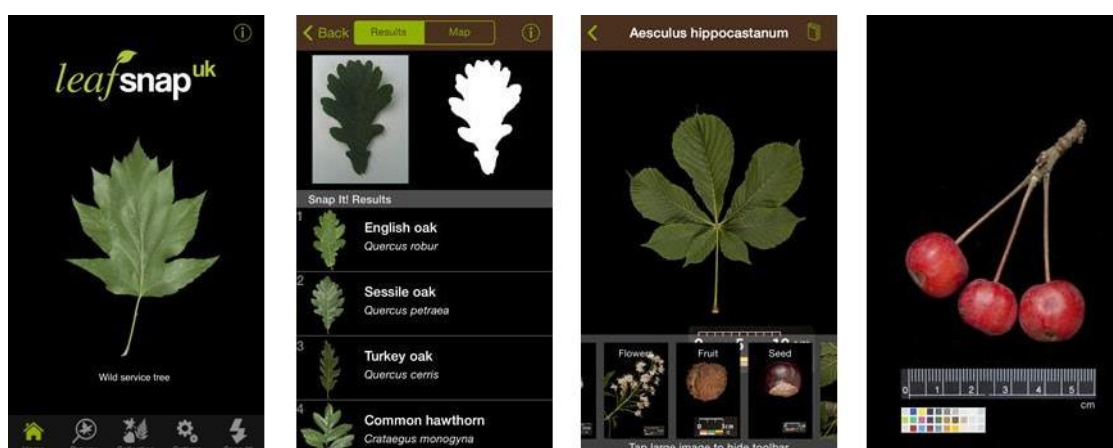 leafsnap uk
Wild service tree
Back
Results
Map
Snap It! Results
1
English oak
Quercus robur
2
Sessile oak
Quercus petraea
3
Turkey oak
Quercus cerris
4
Common hawthorn
Crataegus monogyna
Aesculus hippocastanum
Flowers
Fruit
Seed
Tap large image to hide toolbar
0 1 2 3 4 5
cm